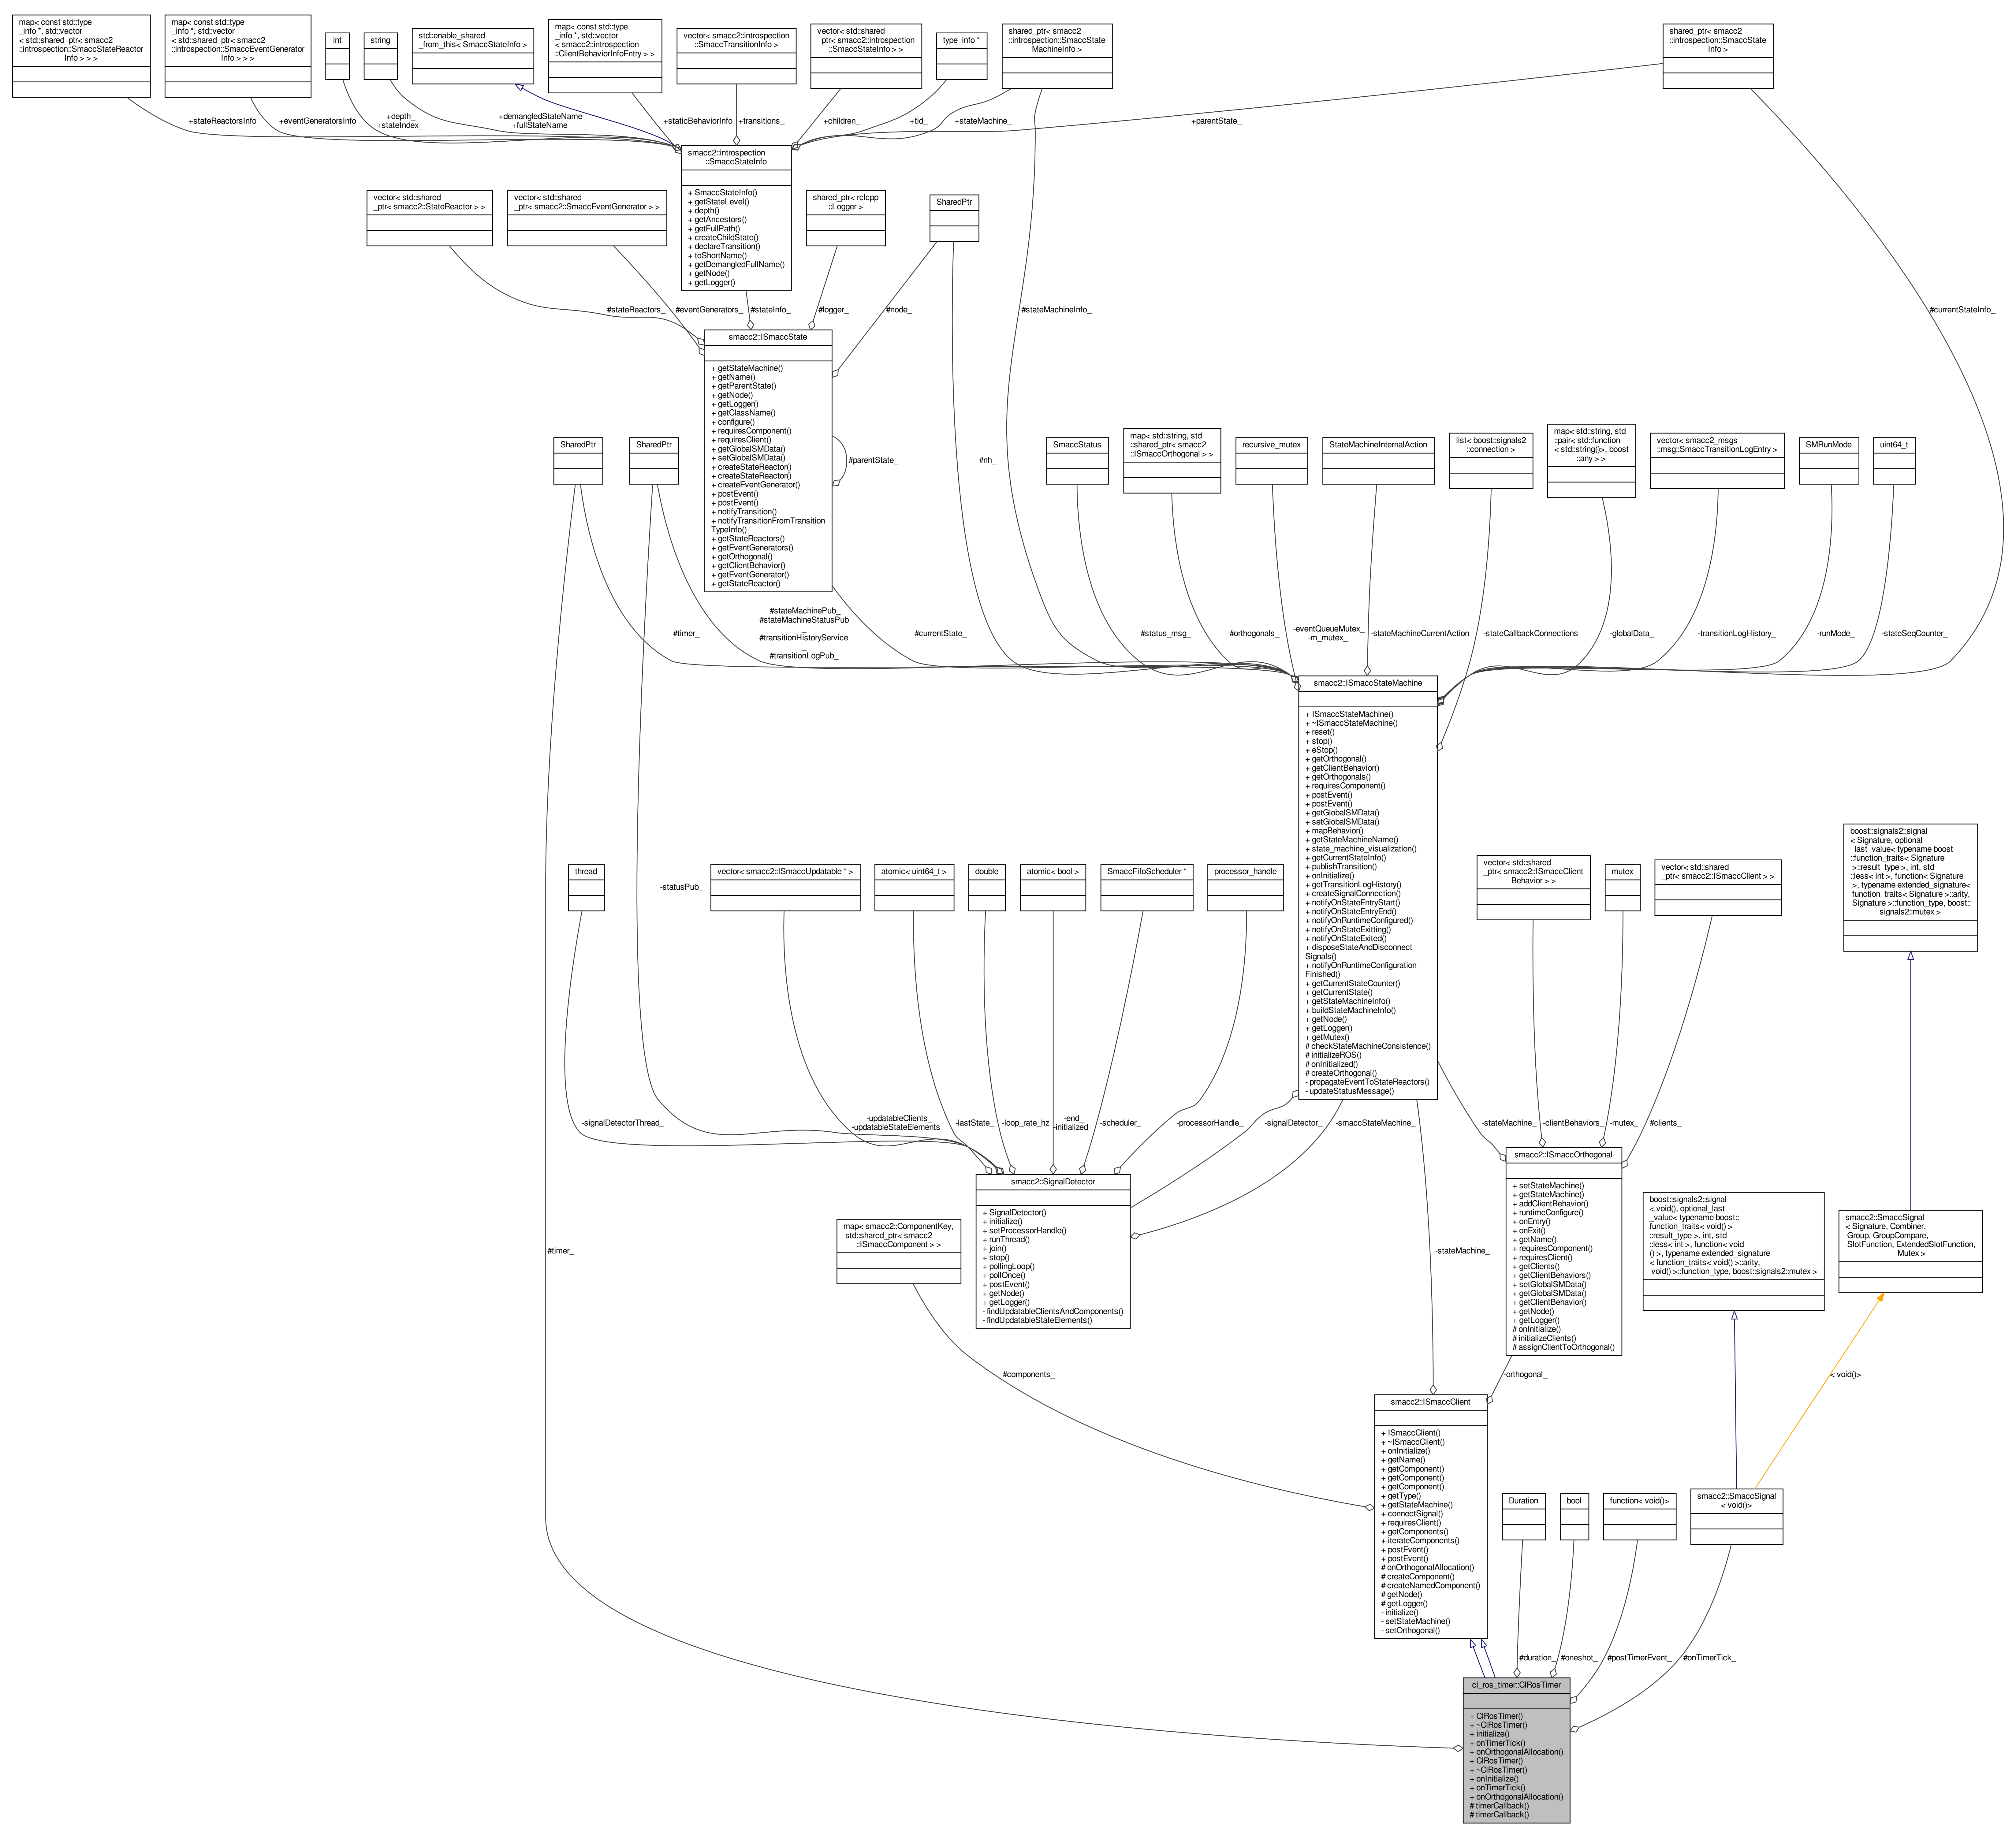 map< const std::type
_info *, std::vector
< std::shared_ptr< smacc2
::introspection::SmaccStateReactor
Info > > >
map< const std::type
_info *, std::vector
< std::shared_ptr< smacc2
::introspection::SmaccEventGenerator
Info > > >
int
string
std::enable_shared
_from_this< SmaccStateInfo >
map< const std::type
_info *, std::vector
< smacc2::introspection
::ClientBehaviorInfoEntry > >
vector< smacc2::introspection
::SmaccTransitionInfo >
vector< std::shared
_ptr< smacc2::introspection
::SmaccStateInfo > >
type_info *
shared_ptr< smacc2
::introspection::SmaccState
MachineInfo >
shared_ptr< smacc2
::introspection::SmaccState
Info >
+stateReactorsInfo
+eventGeneratorsInfo
+depth_
+stateIndex_
+demangledStateName
+fullStateName
+staticBehaviorInfo
+transitions_
+children_
+tid_
+stateMachine_
+parentState_
smacc2::introspection
::SmaccStateInfo
+ SmaccStateInfo()
+ getStateLevel()
+ depth()
+ getAncestors()
+ getFullPath()
+ createChildState()
+ declareTransition()
+ toShortName()
+ getDemangledFullName()
+ getNode()
+ getLogger()
vector< std::shared
_ptr< smacc2::StateReactor > >
vector< std::shared
_ptr< smacc2::SmaccEventGenerator > >
shared_ptr< rclcpp
::Logger >
SharedPtr
#stateReactors_
#eventGenerators_
#stateInfo_
#logger_
#node_
#stateMachineInfo_
#currentStateInfo_
smacc2::ISmaccState
+ getStateMachine()
+ getName()
+ getParentState()
+ getNode()
+ getLogger()
+ getClassName()
+ configure()
+ requiresComponent()
+ requiresClient()
+ getGlobalSMData()
+ setGlobalSMData()
+ createStateReactor()
+ createStateReactor()
+ createEventGenerator()
+ postEvent()
+ postEvent()
+ notifyTransition()
+ notifyTransitionFromTransition
TypeInfo()
+ getStateReactors()
+ getEventGenerators()
+ getOrthogonal()
+ getClientBehavior()
+ getEventGenerator()
+ getStateReactor()
#parentState_
#nh_
SharedPtr
SharedPtr
SmaccStatus
map< std::string, std
::shared_ptr< smacc2
::ISmaccOrthogonal > >
recursive_mutex
StateMachineInternalAction
list< boost::signals2
::connection >
map< std::string, std
::pair< std::function
< std::string()>, boost
::any > >
vector< smacc2_msgs
::msg::SmaccTransitionLogEntry >
SMRunMode
uint64_t
#timer_
#stateMachinePub_
#stateMachineStatusPub
_
#transitionHistoryService
_
#transitionLogPub_
#currentState_
#status_msg_
#orthogonals_
-eventQueueMutex_
-m_mutex_
-stateMachineCurrentAction
-stateCallbackConnections
-globalData_
-transitionLogHistory_
-runMode_
-stateSeqCounter_
smacc2::ISmaccStateMachine
+ ISmaccStateMachine()
+ ~ISmaccStateMachine()
+ reset()
+ stop()
+ eStop()
+ getOrthogonal()
+ getClientBehavior()
+ getOrthogonals()
+ requiresComponent()
+ postEvent()
+ postEvent()
+ getGlobalSMData()
+ setGlobalSMData()
+ mapBehavior()
+ getStateMachineName()
+ state_machine_visualization()
+ getCurrentStateInfo()
+ publishTransition()
+ onInitialize()
+ getTransitionLogHistory()
+ createSignalConnection()
+ notifyOnStateEntryStart()
+ notifyOnStateEntryEnd()
+ notifyOnRuntimeConfigured()
+ notifyOnStateExitting()
+ notifyOnStateExited()
+ disposeStateAndDisconnect
Signals()
+ notifyOnRuntimeConfiguration
Finished()
+ getCurrentStateCounter()
+ getCurrentState()
+ getStateMachineInfo()
+ buildStateMachineInfo()
+ getNode()
+ getLogger()
+ getMutex()
# checkStateMachineConsistence()
# initializeROS()
# onInitialized()
# createOrthogonal()
- propagateEventToStateReactors()
- updateStatusMessage()
thread
-statusPub_
vector< smacc2::ISmaccUpdatable * >
atomic< uint64_t >
double
atomic< bool >
SmaccFifoScheduler *
processor_handle
vector< std::shared
_ptr< smacc2::ISmaccClient
Behavior > >
mutex
vector< std::shared
_ptr< smacc2::ISmaccClient > >
boost::signals2::signal
< Signature, optional
_last_value< typename boost
::function_traits< Signature
>::result_type >, int, std
::less< int >, function< Signature
>, typename extended_signature<
function_traits< Signature >::arity,
Signature >::function_type, boost::
signals2::mutex >
-signalDetectorThread_
-updatableClients_
-updatableStateElements_
-lastState_
-loop_rate_hz
-end_
-initialized_
-scheduler_
-processorHandle_
-signalDetector_
-smaccStateMachine_
-stateMachine_
-clientBehaviors_
-mutex_
#clients_
smacc2::SignalDetector
+ SignalDetector()
+ initialize()
+ setProcessorHandle()
+ runThread()
+ join()
+ stop()
+ pollingLoop()
+ pollOnce()
+ postEvent()
+ getNode()
+ getLogger()
- findUpdatableClientsAndComponents()
- findUpdatableStateElements()
smacc2::ISmaccOrthogonal
+ setStateMachine()
+ getStateMachine()
+ addClientBehavior()
+ runtimeConfigure()
+ onEntry()
+ onExit()
+ getName()
+ requiresComponent()
+ requiresClient()
+ getClients()
+ getClientBehaviors()
+ setGlobalSMData()
+ getGlobalSMData()
+ getClientBehavior()
+ getNode()
+ getLogger()
# onInitialize()
# initializeClients()
# assignClientToOrthogonal()
map< smacc2::ComponentKey,
std::shared_ptr< smacc2
::ISmaccComponent > >
boost::signals2::signal
< void(), optional_last
_value< typename boost::
function_traits< void() >
::result_type >, int, std
::less< int >, function< void
() >, typename extended_signature
< function_traits< void() >::arity,
void() >::function_type, boost::signals2::mutex >
smacc2::SmaccSignal
< Signature, Combiner,
Group, GroupCompare,
SlotFunction, ExtendedSlotFunction,
Mutex >
#timer_
-stateMachine_
#components_
-orthogonal_
< void()>
smacc2::ISmaccClient
+ ISmaccClient()
+ ~ISmaccClient()
+ onInitialize()
+ getName()
+ getComponent()
+ getComponent()
+ getComponent()
+ getType()
+ getStateMachine()
+ connectSignal()
+ requiresClient()
+ getComponents()
+ iterateComponents()
+ postEvent()
+ postEvent()
# onOrthogonalAllocation()
# createComponent()
# createNamedComponent()
# getNode()
# getLogger()
- initialize()
- setStateMachine()
- setOrthogonal()
Duration
bool
function< void()>
smacc2::SmaccSignal
< void()>
#duration_
#oneshot_
#postTimerEvent_
#onTimerTick_
cl_ros_timer::ClRosTimer
+ ClRosTimer()
+ ~ClRosTimer()
+ initialize()
+ onTimerTick()
+ onOrthogonalAllocation()
+ ClRosTimer()
+ ~ClRosTimer()
+ onInitialize()
+ onTimerTick()
+ onOrthogonalAllocation()
# timerCallback()
# timerCallback()